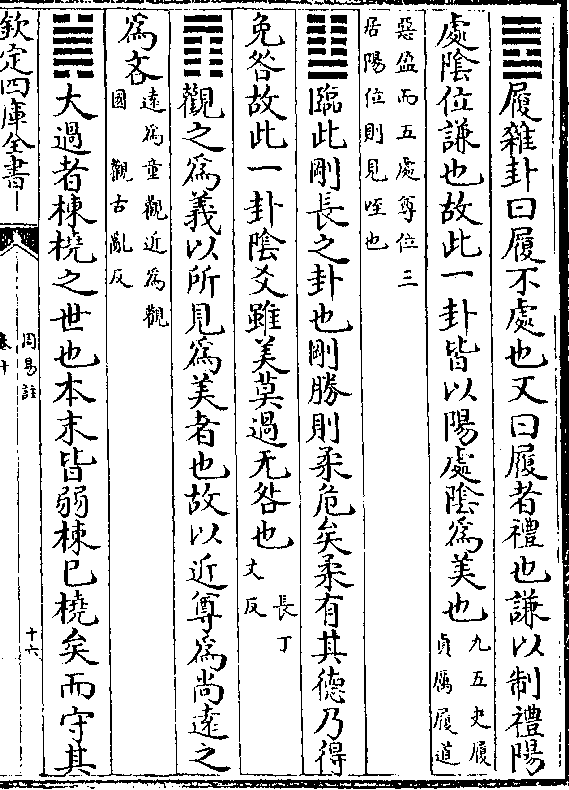 ䷉履雜卦曰履不處也又曰履者禮也謙以制禮陽
處陰位謙也故此一卦皆以陽處陰為美也九五夬履
貞厲履道
惡盈而五處尊位三
居陽位則見咥也
䷒臨此剛長之卦也剛勝則柔危矣柔有其德乃得
免咎故此一卦陰爻雖美莫過无咎也長丁
丈反
䷓觀之為義以所見為美者也故以近尊為尚遠之
為吝遠為童觀近為觀
國 觀古亂反
䷛大過者棟橈之世也本末皆弱棟已橈矣而守其
欽定四庫全書
周易註
卷十
十六